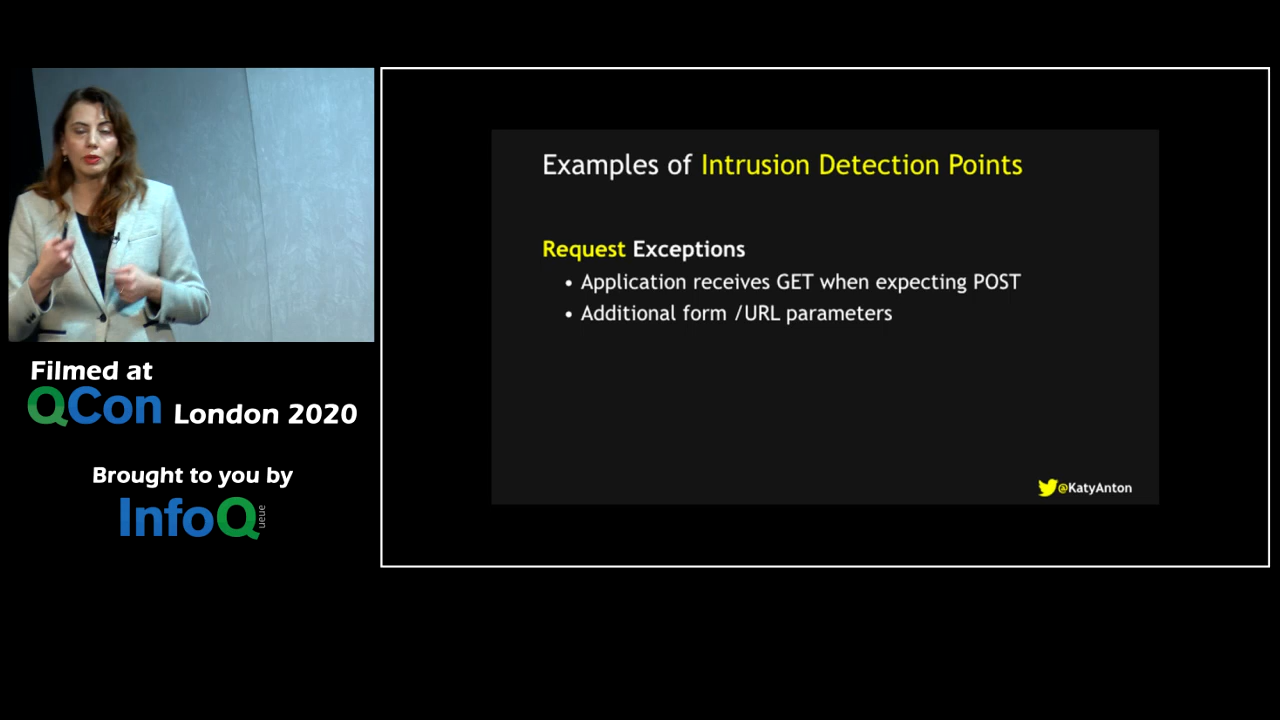 Examples of Intrusion Detection Points
Request Exceptions
• Application receives GET when expecting POST
• Additional form /URL parameters
@KatyAnton
Filmed at
QCon London 2020
Brought to you by
InfoQueue